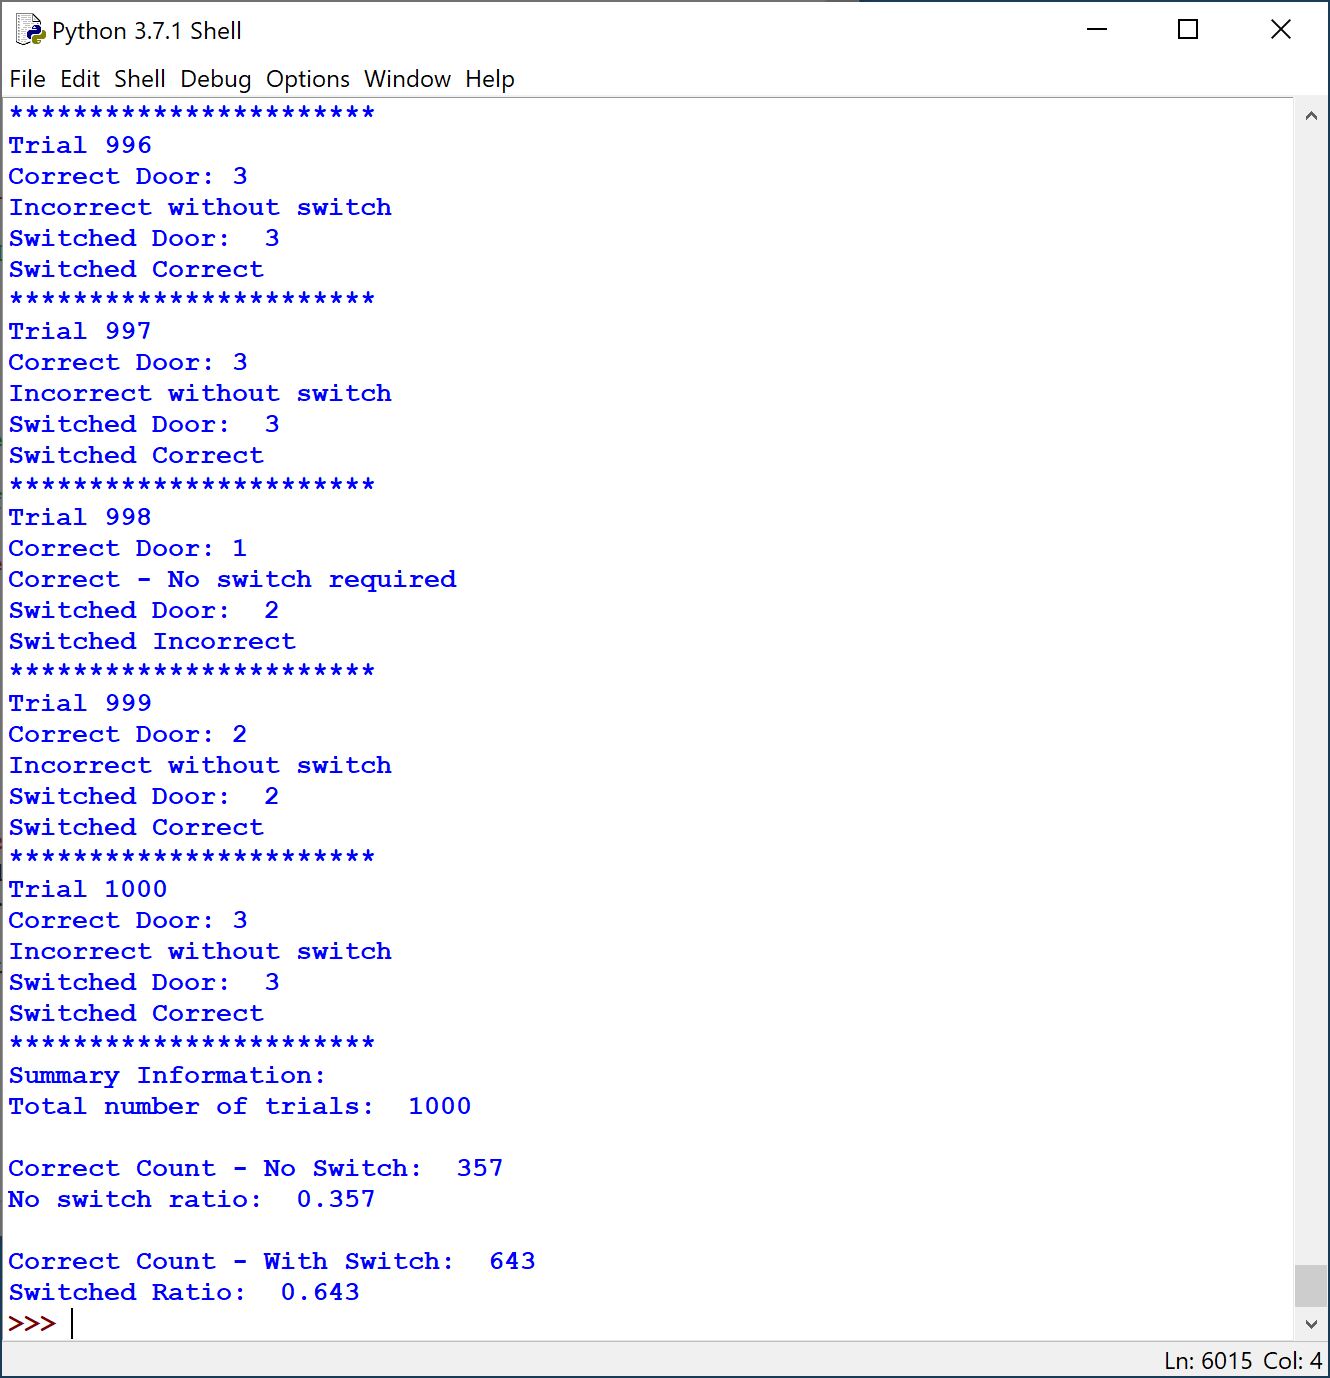 Python 3.7.1 Shell
File Edit Shell Debug Options Window Help
***********************
Trial 996
Correct Door: 3
Incorrect without switch
Switched Door:  3
Switched Correct
***********************
Trial 997
Correct Door: 3
Incorrect without switch
Switched Door:  3
Switched Correct
***********************
Trial 998
Correct Door: 1
Correct - No switch required
Switched Door:  2
Switched Incorrect
***********************
Trial 999
Correct Door: 2
Incorrect without switch
Switched Door:  2
Switched Correct
***********************
Trial 1000
Correct Door: 3
Incorrect without switch
Switched Door:  3
Switched Correct
***********************
Summary Information:
Total number of trials:  1000
Correct Count - No Switch:  357
No switch ratio:  0.357
Correct Count - With Switch:  643
Switched Ratio:  0.643
>>>
Ln: 6015 Col: 4